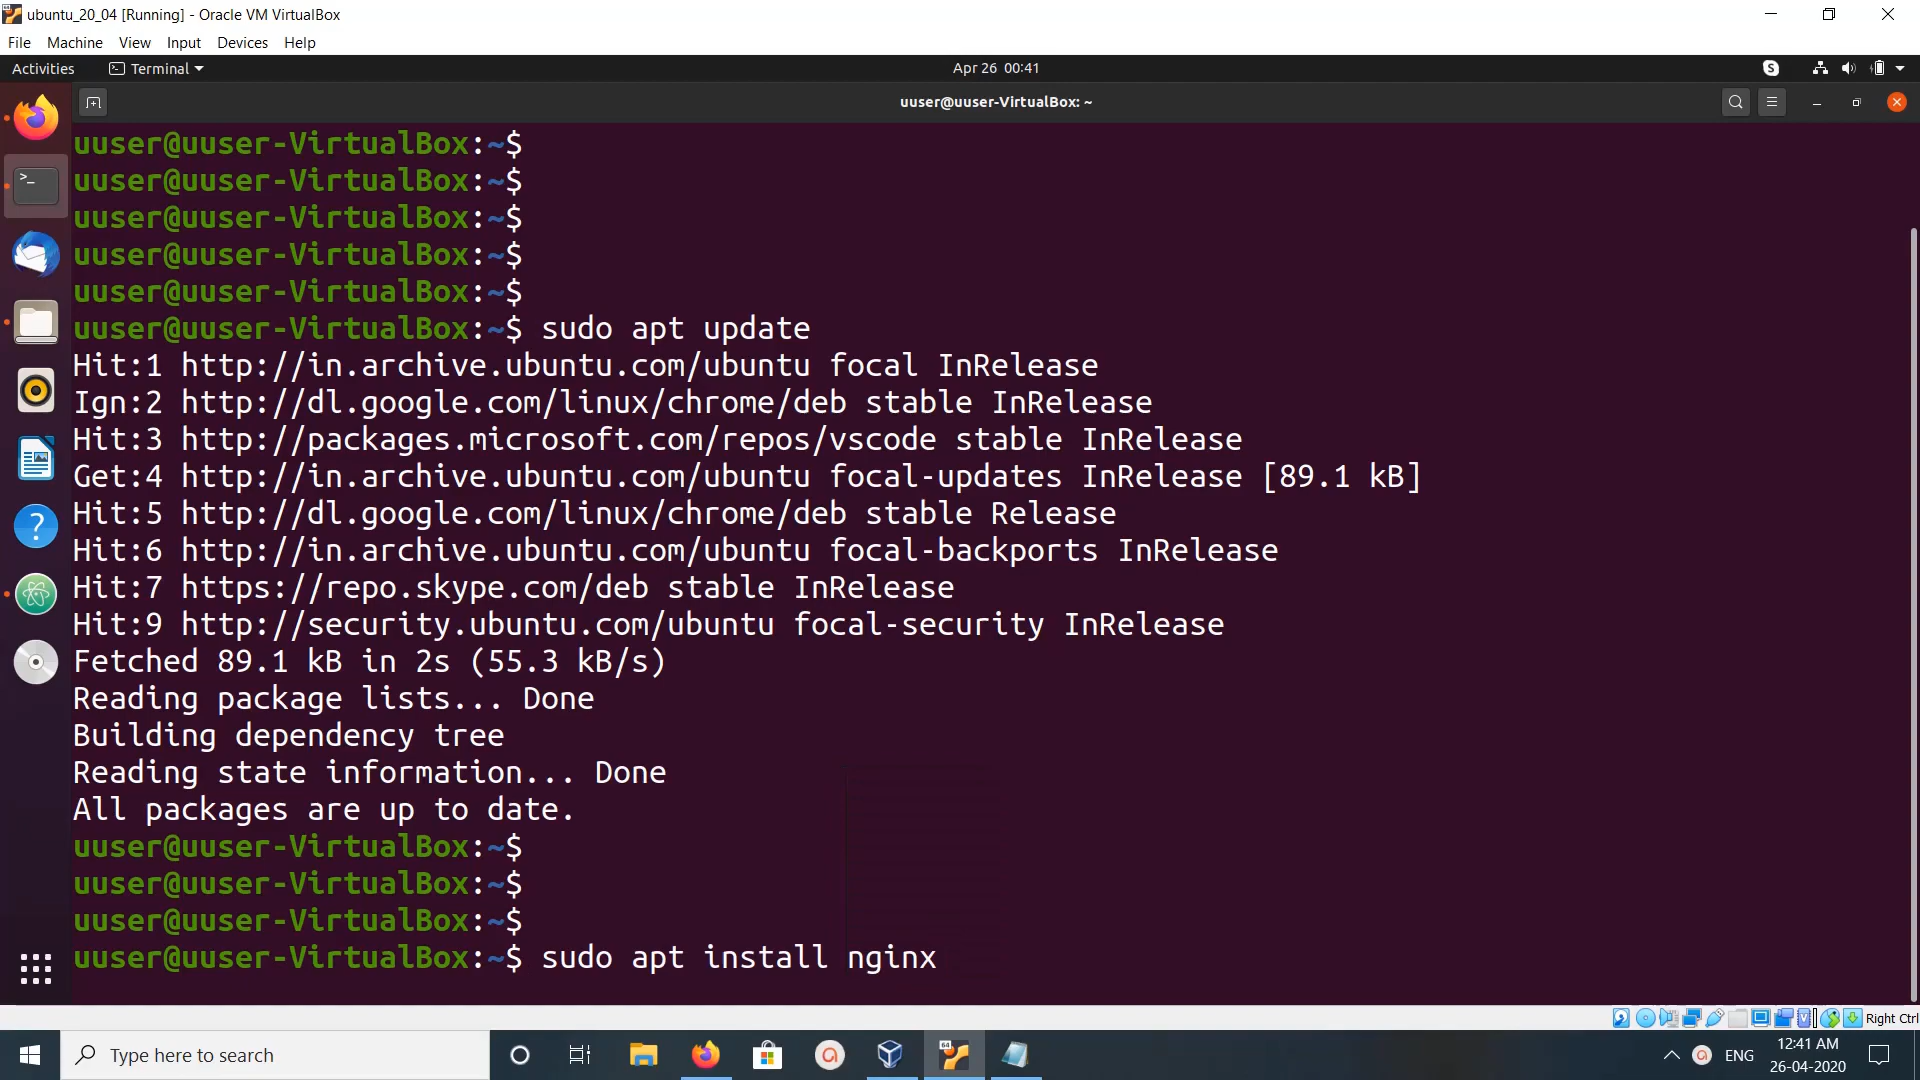 ubuntu_20_04 [Running] - Oracle VM VirtualBox
File Machine View Input Devices Help
Activities Terminal Apr 26 00:41
uuser@uuser-VirtualBox: ~
uuser@uuser-VirtualBox:~$
uuser@uuser-VirtualBox:~$
uuser@uuser-VirtualBox:~$
uuser@uuser-VirtualBox:~$
uuser@uuser-VirtualBox:~$
uuser@uuser-VirtualBox:~$ sudo apt update
Hit:1 http://in.archive.ubuntu.com/ubuntu focal InRelease
Ign:2 http://dl.google.com/linux/chrome/deb stable InRelease
Hit:3 http://packages.microsoft.com/repos/vscode stable InRelease
Get:4 http://in.archive.ubuntu.com/ubuntu focal-updates InRelease [89.1 kB]
Hit:5 http://dl.google.com/linux/chrome/deb stable Release
Hit:6 http://in.archive.ubuntu.com/ubuntu focal-backports InRelease
Hit:7 https://repo.skype.com/deb stable InRelease
Hit:9 http://security.ubuntu.com/ubuntu focal-security InRelease
Fetched 89.1 kB in 2s (55.3 kB/s)
Reading package lists... Done
Building dependency tree
Reading state information... Done
All packages are up to date.
uuser@uuser-VirtualBox:~$
uuser@uuser-VirtualBox:~$
uuser@uuser-VirtualBox:~$
uuser@uuser-VirtualBox:~$ sudo apt install nginx
Right Ctrl
Type here to search
ENG
12:41 AM
26-04-2020